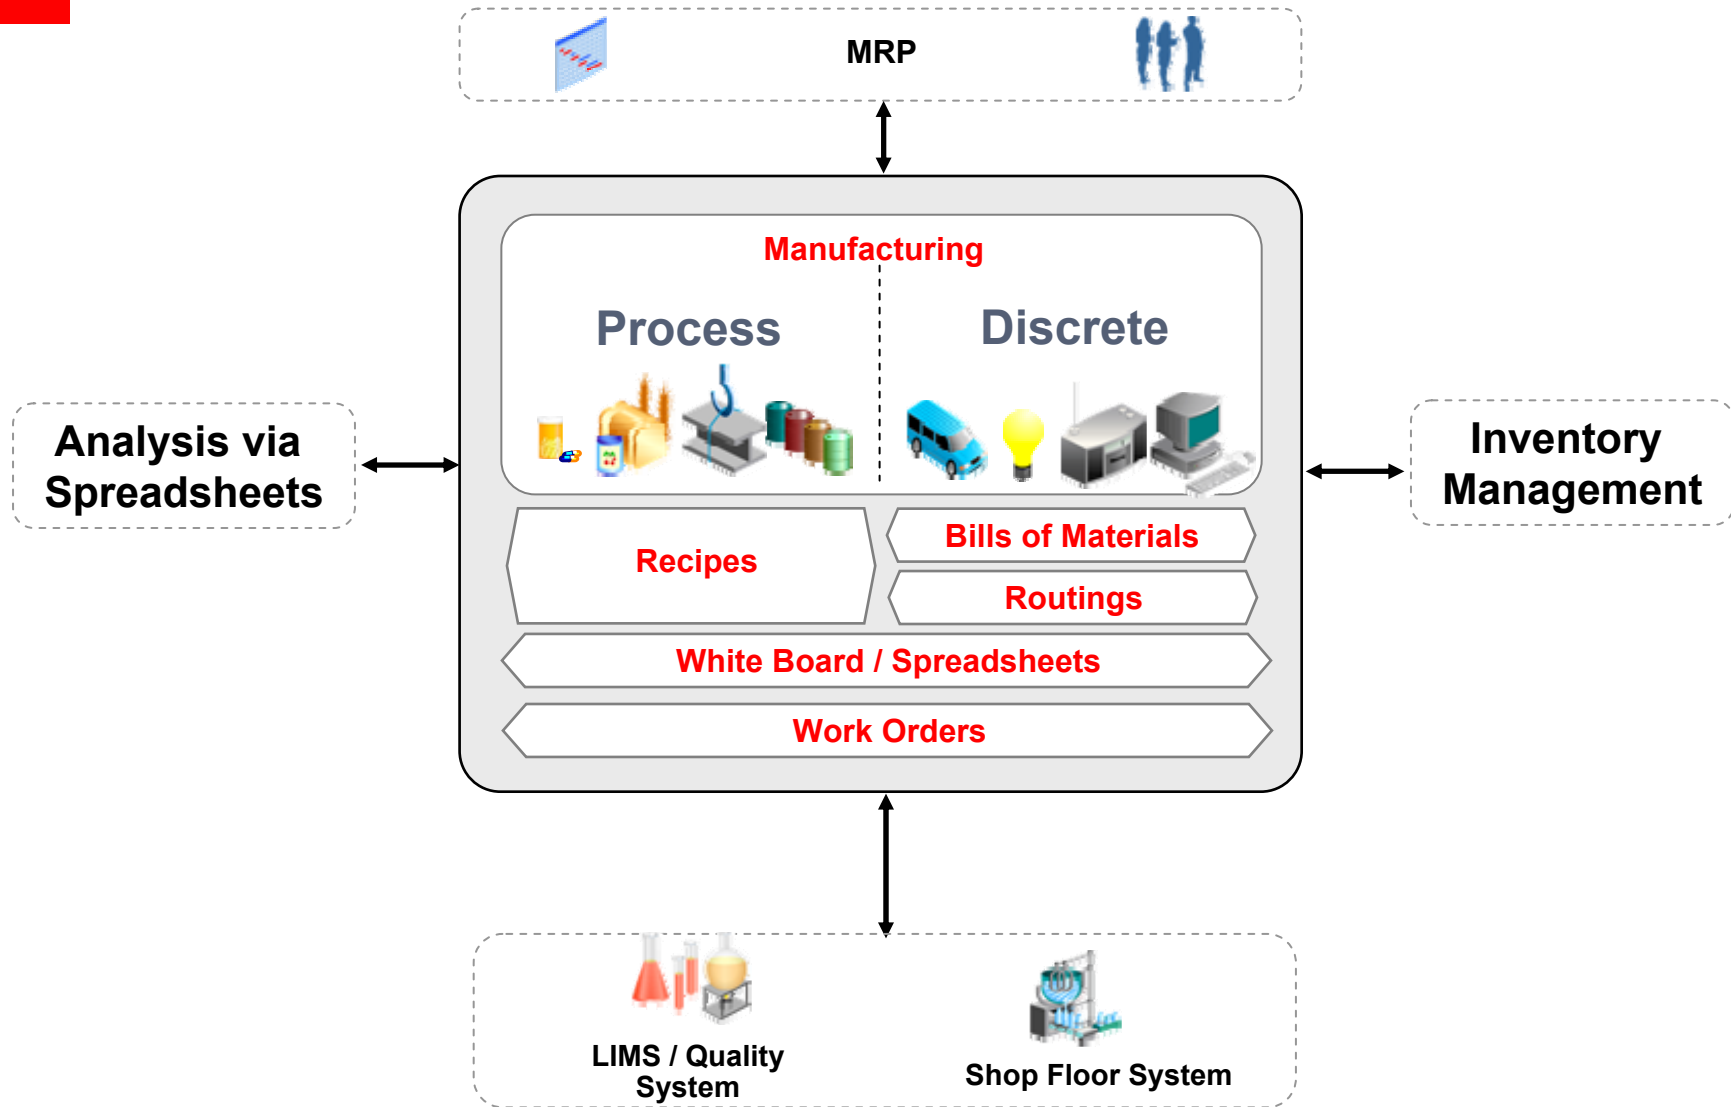 MRP
Manufacturing
Process
Discrete
Analysis via
Spreadsheets
Inventory
Management
Recipes
Bills of Materials
Routings
White Board / Spreadsheets
Work Orders
LIMS / Quality
System
Shop Floor System